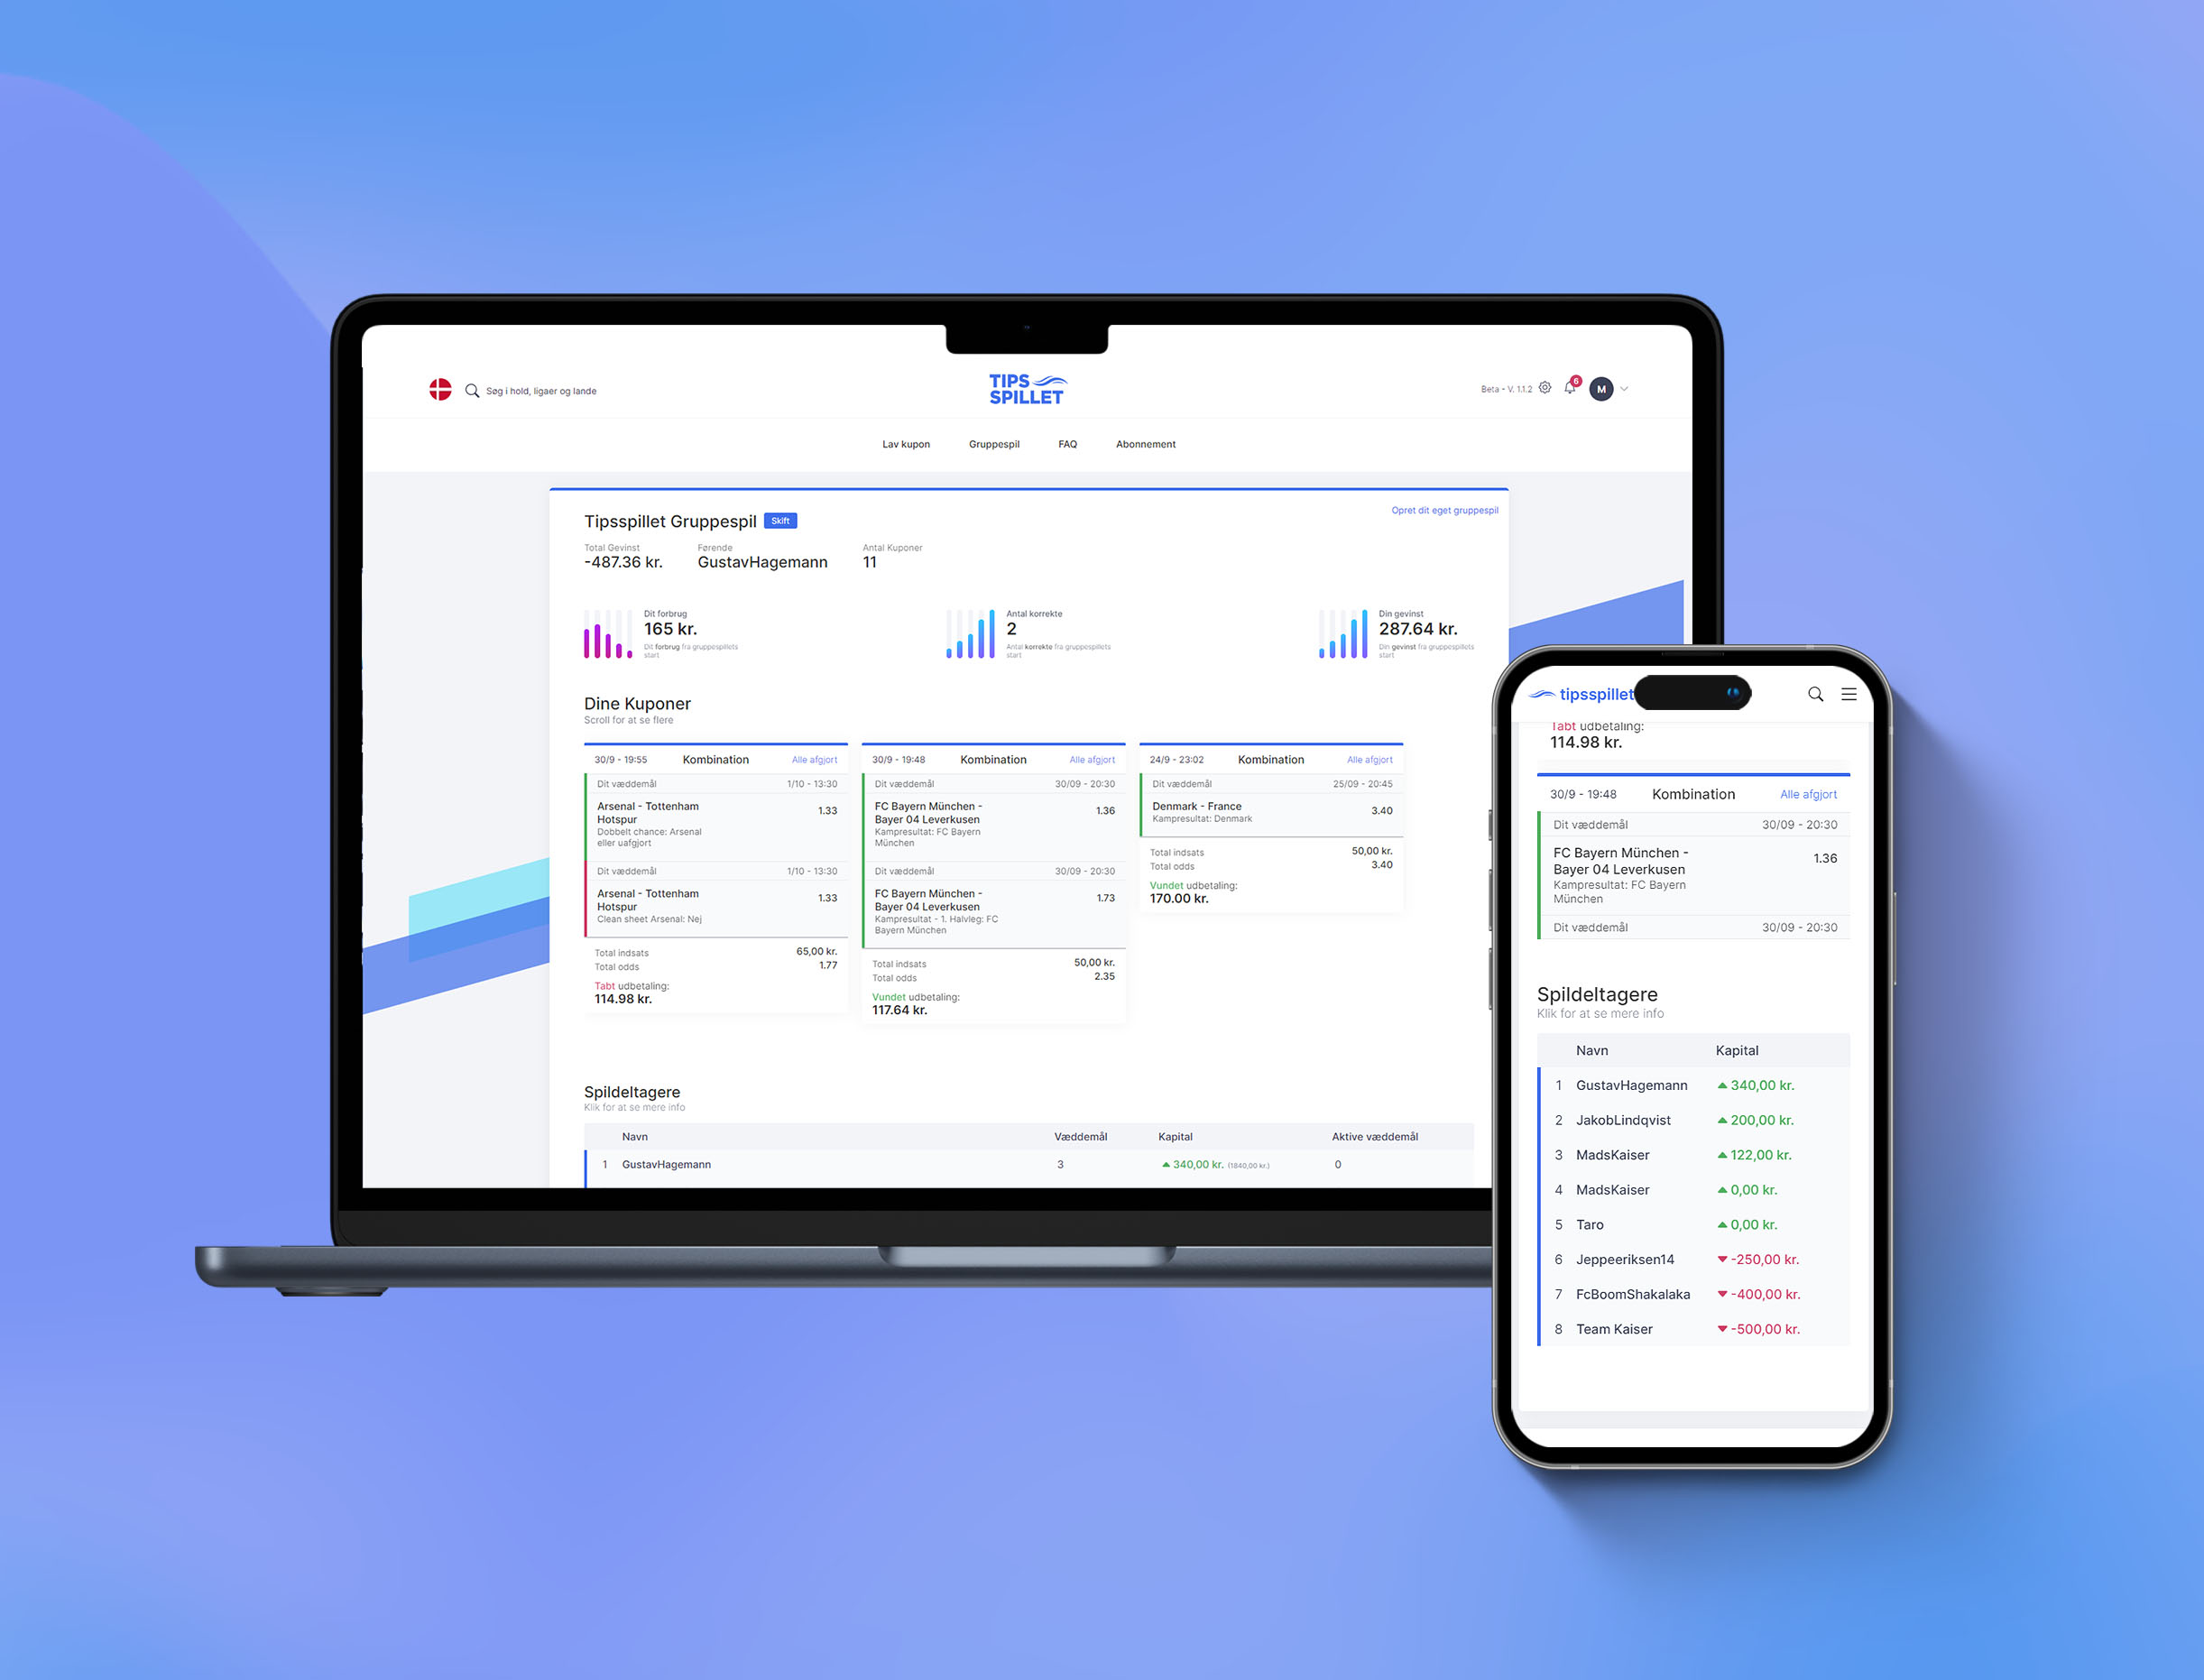 Søg i hold, ligaer og lande
TIPS
SPILLET
Beta - V. 1.1.2
6
M
Lav kupon Gruppespil FAQ Abonnement
Tipsspillet Gruppespil Skift
Opret dit eget gruppespil
Total Gevinst Førende Antal Kuponer
-487.36 kr. GustavHagemann 11
Dit forbrug
165 kr.
Dit forbrug fra gruppespillets
start
Antal korrekte
2
Antal korrekte fra gruppespillets
start
Din gevinst
287.64 kr.
Din gevinst fra gruppespillets
start
Dine Kuponer
Scroll for at se flere
30/9 - 19:55 Kombination Alle afgjort
Dit væddemål 1/10 - 13:30
Arsenal - Tottenham
Hotspur
1.33
Dobbelt chance: Arsenal
eller uafgjort
Dit væddemål 1/10 - 13:30
Arsenal - Tottenham
Hotspur
1.33
Clean sheet Arsenal: Nej
Total indsats 65,00 kr.
Total odds 1.77
Tabt udbetaling:
114.98 kr.
30/9 - 19:48 Kombination Alle afgjort
Dit væddemål 30/09 - 20:30
FC Bayern München -
Bayer 04 Leverkusen
1.36
Kampresultat: FC Bayern
München
Dit væddemål 30/09 - 20:30
FC Bayern München -
Bayer 04 Leverkusen
1.73
Kampresultat - 1. Halvleg: FC
Bayern München
Total indsats 50,00 kr.
Total odds 2.35
Vundet udbetaling:
117.64 kr.
24/9 - 23:02 Kombination Alle afgjort
Dit væddemål 25/09 - 20:45
Denmark - France
3.40
Kampresultat: Denmark
Total indsats 50,00 kr.
Total odds 3.40
Vundet udbetaling:
170.00 kr.
Spildeltagere
Klik for at se mere info
Navn Væddemål Kapital Aktive væddemål
1 GustavHagemann 3 340,00 kr. (1840,00 kr.) 0
tipsspillet
Tabt udbetaling:
114.98 kr.
30/9 - 19:48 Kombination Alle afgjort
Dit væddemål 30/09 - 20:30
FC Bayern München -
Bayer 04 Leverkusen
1.36
Kampresultat: FC Bayern
München
Dit væddemål 30/09 - 20:30
Spildeltagere
Klik for at se mere info
Navn Kapital
1 GustavHagemann 340,00 kr.
2 JakobLindqvist 200,00 kr.
3 MadsKaiser 122,00 kr.
4 MadsKaiser 0,00 kr.
5 Taro 0,00 kr.
6 Jeppeeriksen14 -250,00 kr.
7 FcBoomShakalaka -400,00 kr.
8 Team Kaiser -500,00 kr.